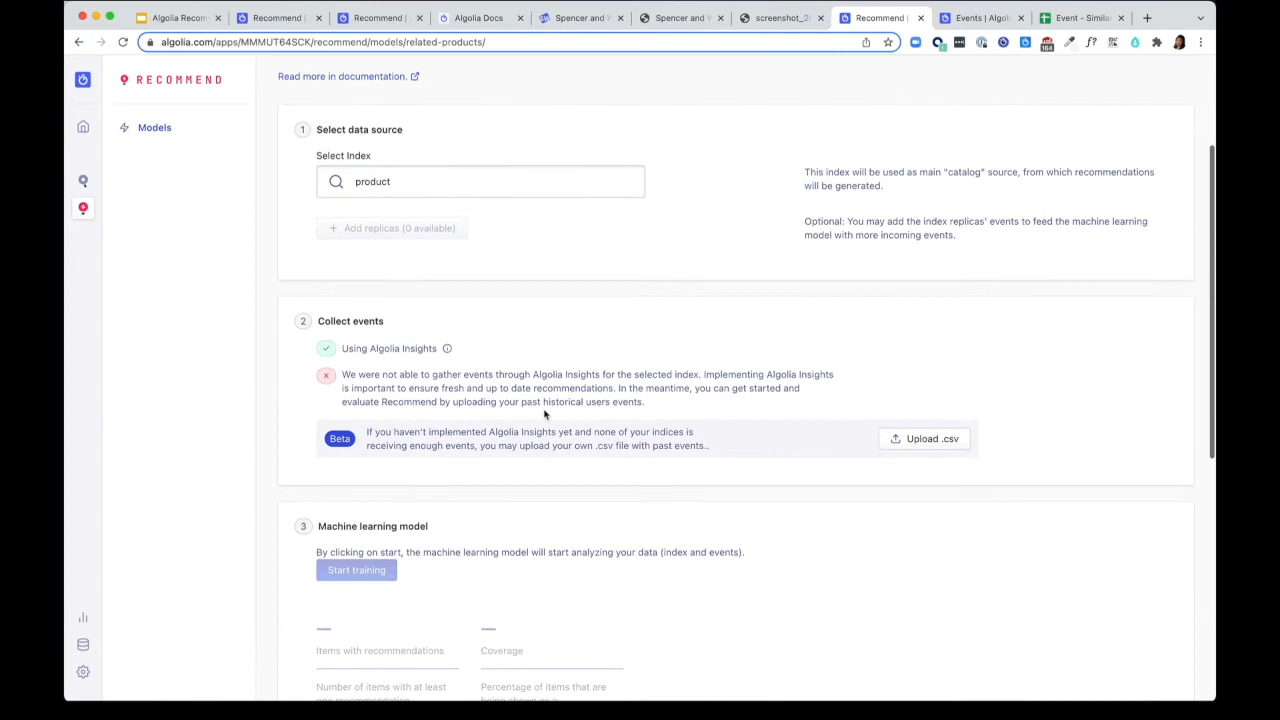 Algolia Recom
Recommend |
Recommend |
Algolia Docs
Spencer and W
Spencer and W
screenshot_2
Recommend |
Events | Algoli
Event - Simila
algolia.com/apps/MMMUT64SCK/recommend/models/related-products/
164
f?
RECOMMEND
Models
Read more in documentation.
1 Select data source
Select Index
product
+ Add replicas (0 available)
This index will be used as main "catalog" source, from which recommendations
will be generated.
Optional: You may add the index replicas' events to feed the machine learning
model with more incoming events.
2 Collect events
Using Algolia Insights
We were not able to gather events through Algolia Insights for the selected index. Implementing Algolia Insights
is important to ensure fresh and up to date recommendations. In the meantime, you can get started and
evaluate Recommend by uploading your past historical users events.
Beta
If you haven't implemented Algolia Insights yet and none of your indices is
receiving enough events, you may upload your own .csv file with past events..
Upload .csv
3 Machine learning model
By clicking on start, the machine learning model will start analyzing your data (index and events).
Start training
Items with recommendations
Coverage
Number of items with at least
one recommendation
Percentage of items that are
being shown as a